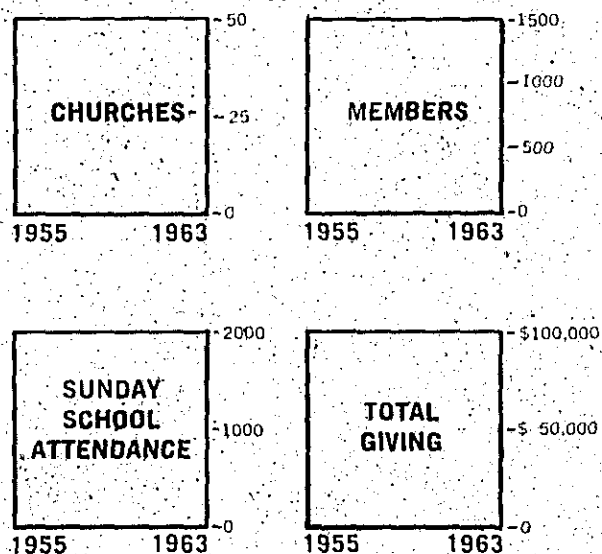 50
CHURCHES
25
0
1955 1963
1500
1000
MEMBERS
500
0
1955 1963
2000
SUNDAY
SCHOOL
1000
ATTENDANCE
0
1955 1963
$100,000
TOTAL
$ 50,000
GIVING
0
1955 1963